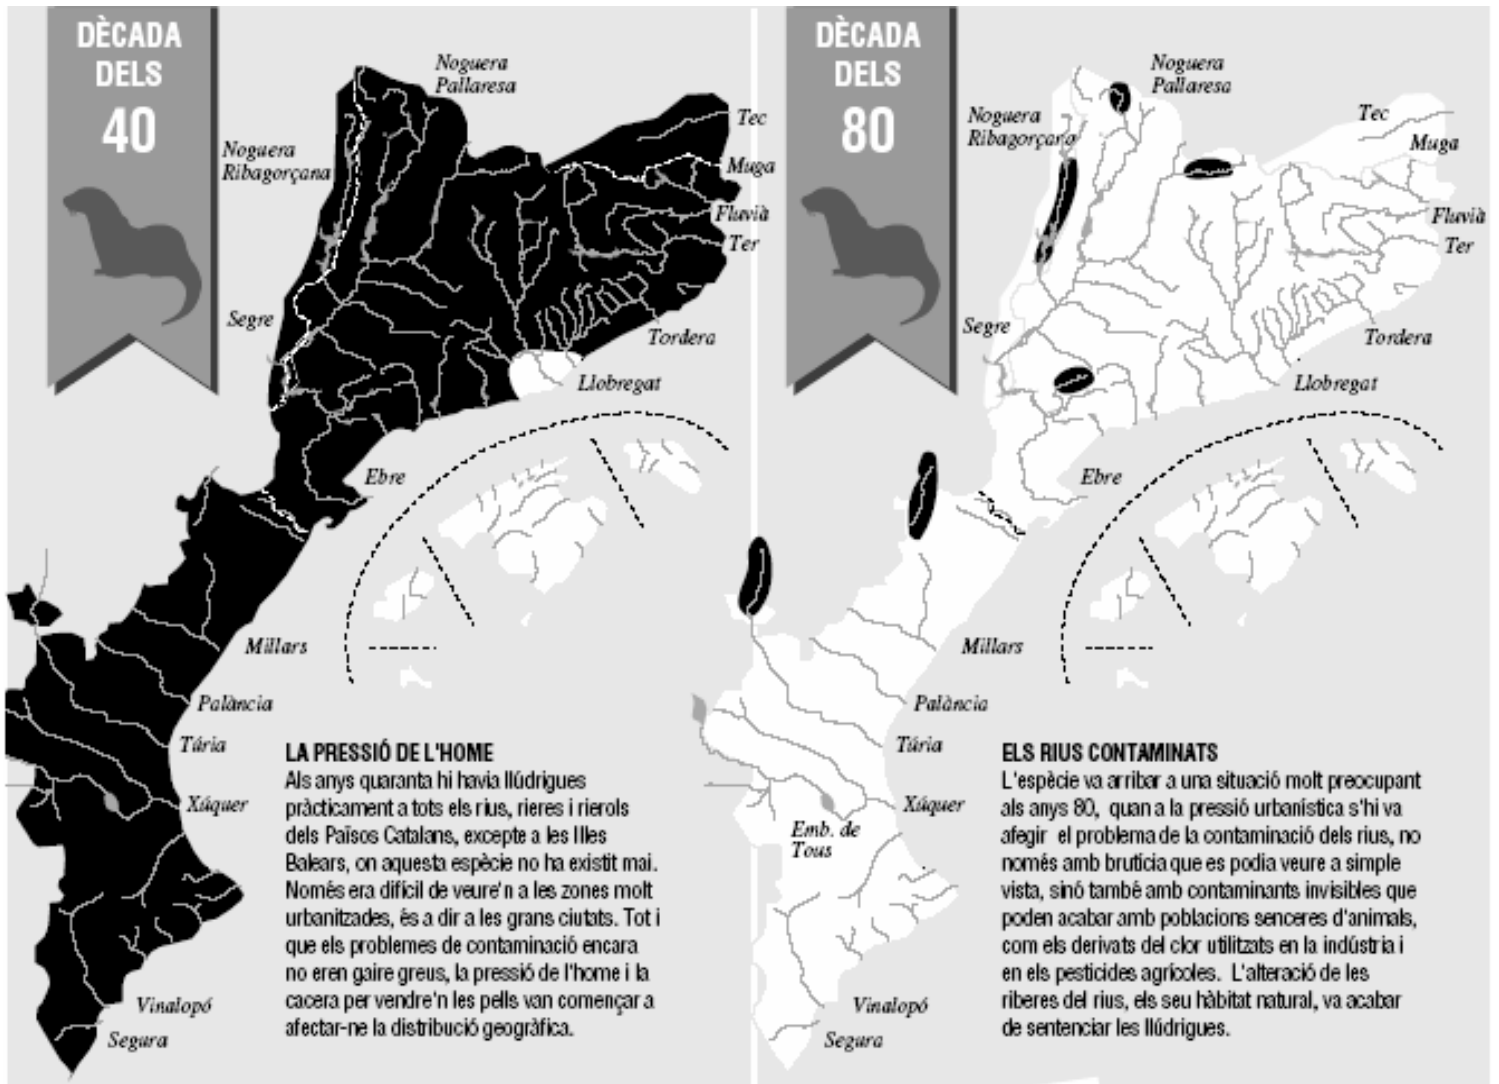 DÈCADA
DELS
40
Noguera
Pallaresa
Noguera
Ribagorçana
Tec
Muga
Fluvià
Ter
Segre
Tordera
Llobregat
Ebre
Millars
Palància
Túria
Xúquer
Vinalopó
Segura
LA PRESSIÓ DE L'HOME
Als anys quaranta hi havia llúdrigues
pràcticament a tots els rius, rieres i rierols
dels Països Catalans, excepte a les Illes
Balears, on aquesta espècie no ha existit mai.
Només era difícil de veure'n a les zones molt
urbanitzades, és a dir a les grans ciutats. Tot i
que els problemes de contaminació encara
no eren gaire greus, la pressió de l'home i la
cacera per vendre'n les pells van començar a
afectar-ne la distribució geogràfica.
DÈCADA
DELS
80
Noguera
Pallaresa
Noguera
Ribagorçana
Tec
Muga
Fluvià
Ter
Segre
Tordera
Llobregat
Ebre
Millars
Palància
Túria
Xúquer
Emb. de
Tous
Vinalopó
Segura
ELS RIUS CONTAMINATS
L'espècie va arribar a una situació molt preocupant
als anys 80, quan a la pressió urbanística s'hi va
afegir el problema de la contaminació dels rius, no
només amb brutícia que es podia veure a simple
vista, sinó també amb contaminants invisibles que
poden acabar amb poblacions senceres d'animals,
com els derivats del clor utilitzats en la indústria i
en els pesticides agrícoles. L'alteració de les
riberes del rius, els seu hàbitat natural, va acabar
de sentenciar les llúdrigues.